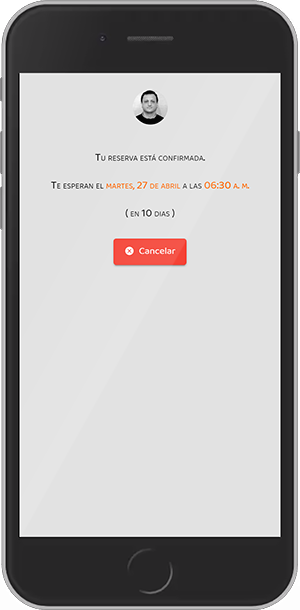 Tu reserva está confirmada.
Te esperan el martes, 27 de abril a las 06:30 a. m.
( en 10 dias )
Cancelar